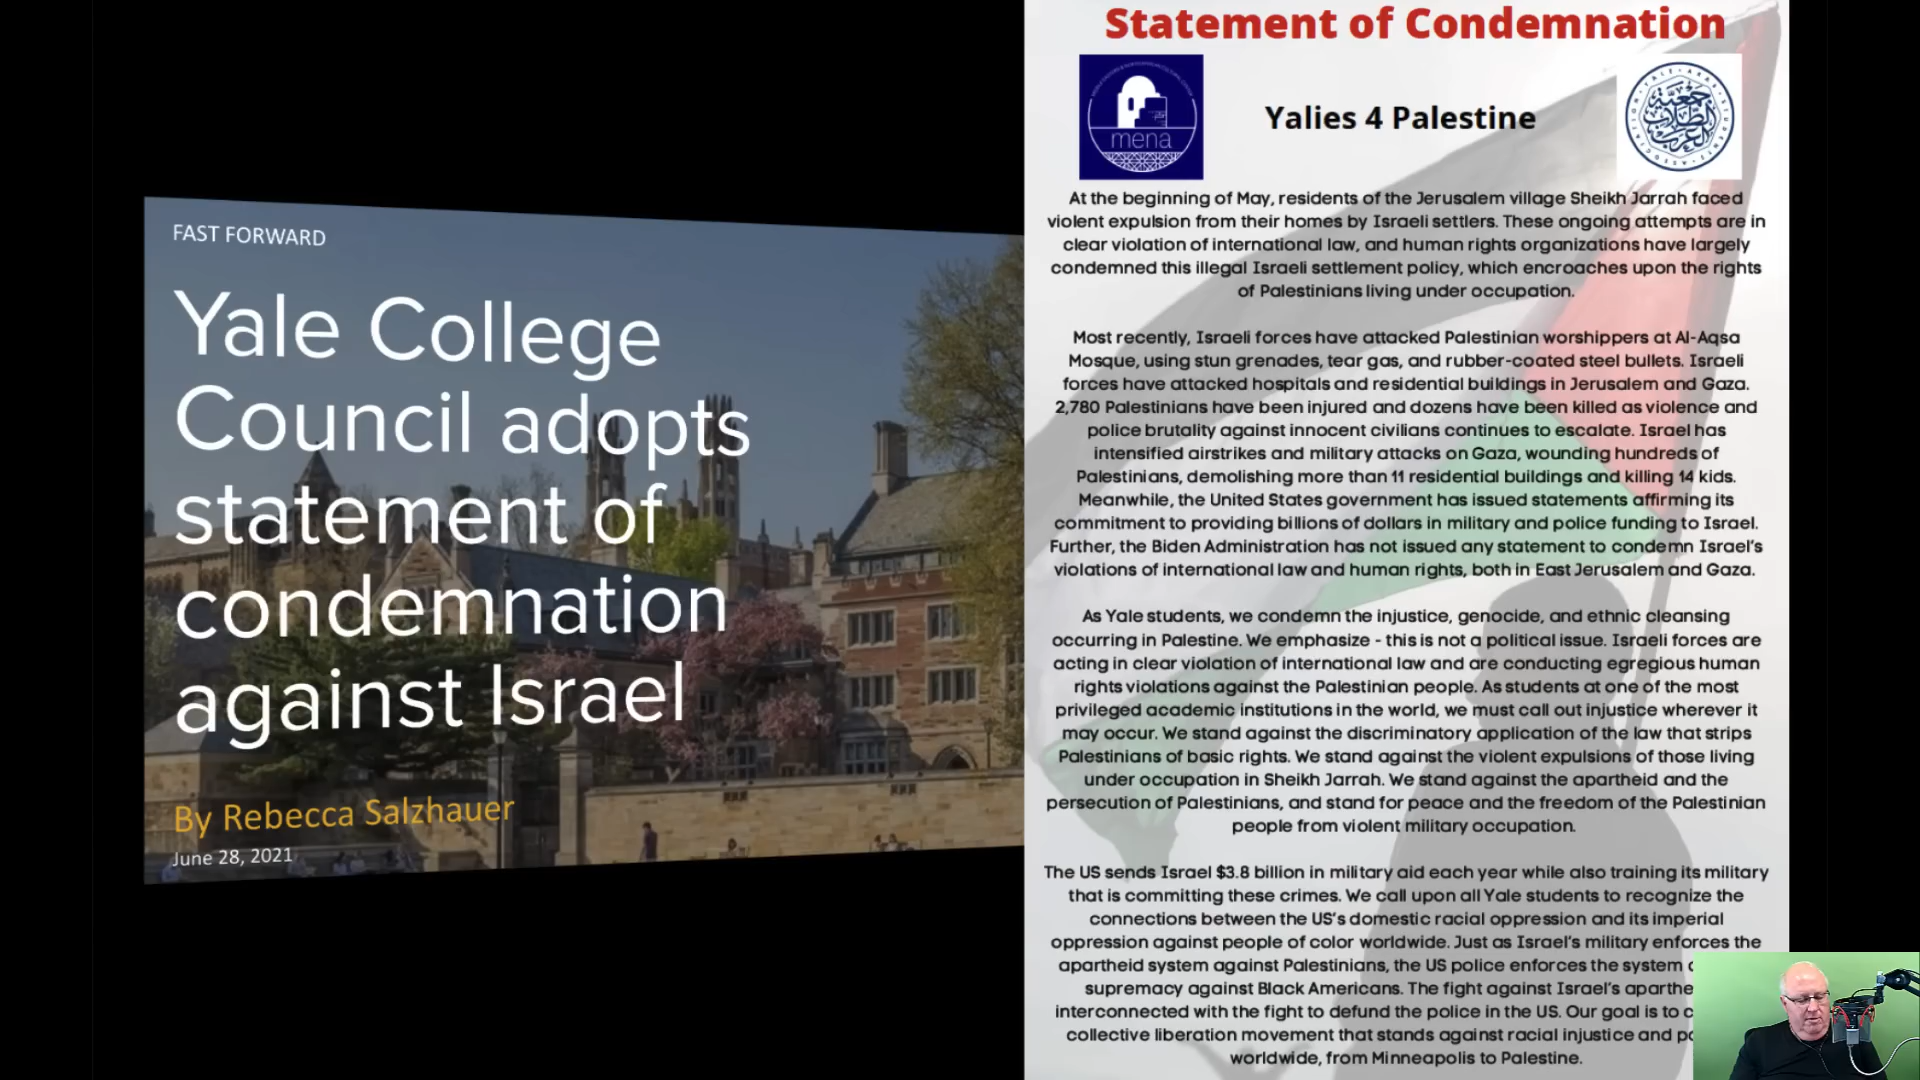 FAST FORWARD
Yale College
Council adopts
statement of
condemnation
against Israel
By Rebecca Salzhauer
June 28, 2021
Statement of Condemnation
mena
Yalies 4 Palestine
At the beginning of May, residents of the Jerusalem village Sheikh Jarrah faced
violent expulsion from their homes by Israeli settlers. These ongoing attempts are in
clear violation of international law, and human rights organizations have largely
condemned this illegal Israeli settlement policy, which encroaches upon the rights
of Palestinians living under occupation.
Most recently, Israeli forces have attacked Palestinian worshippers at Al-Aqsa
Mosque, using stun grenades, tear gas, and rubber-coated steel bullets. Israeli
forces have attacked hospitals and residential buildings in Jerusalem and Gaza.
2,780 Palestinians have been injured and dozens have been killed as violence and
police brutality against innocent civilians continues to escalate. Israel has
intensified airstrikes and military attacks on Gaza, wounding hundreds of
Palestinians, demolishing more than 11 residential buildings and killing 14 kids.
Meanwhile, the United States government has issued statements affirming its
commitment to providing billions of dollars in military and police funding to Israel.
Further, the Biden Administration has not issued any statement to condemn Israel's
violations of international law and human rights, both in East Jerusalem and Gaza.
As Yale students, we condemn the injustice, genocide, and ethnic cleansing
occurring in Palestine. We emphasize - this is not a political issue. Israeli forces are
acting in clear violation of international law and are conducting egregious human
rights violations against the Palestinian people. As students at one of the most
privileged academic institutions in the world, we must call out injustice wherever it
may occur. We stand against the discriminatory application of the law that strips
Palestinians of basic rights. We stand against the violent expulsions of those living
under occupation in Sheikh Jarrah. We stand against the apartheid and the
persecution of Palestinians, and stand for peace and the freedom of the Palestinian
people from violent military occupation.
The US sends Israel $3.8 billion in military aid each year while also training its military
that is committing these crimes. We call upon all Yale students to recognize the
connections between the US's domestic racial oppression and its imperial
oppression against people of color worldwide. Just as Israel's military enforces the
apartheid system against Palestinians, the US police enforces the system
supremacy against Black Americans. The fight against Israel's
interconnected with the fight to defund the police in the US. Our goal is to
collective liberation movement that stands against racial injustice and
worldwide, from Minneapolis to Palestine.